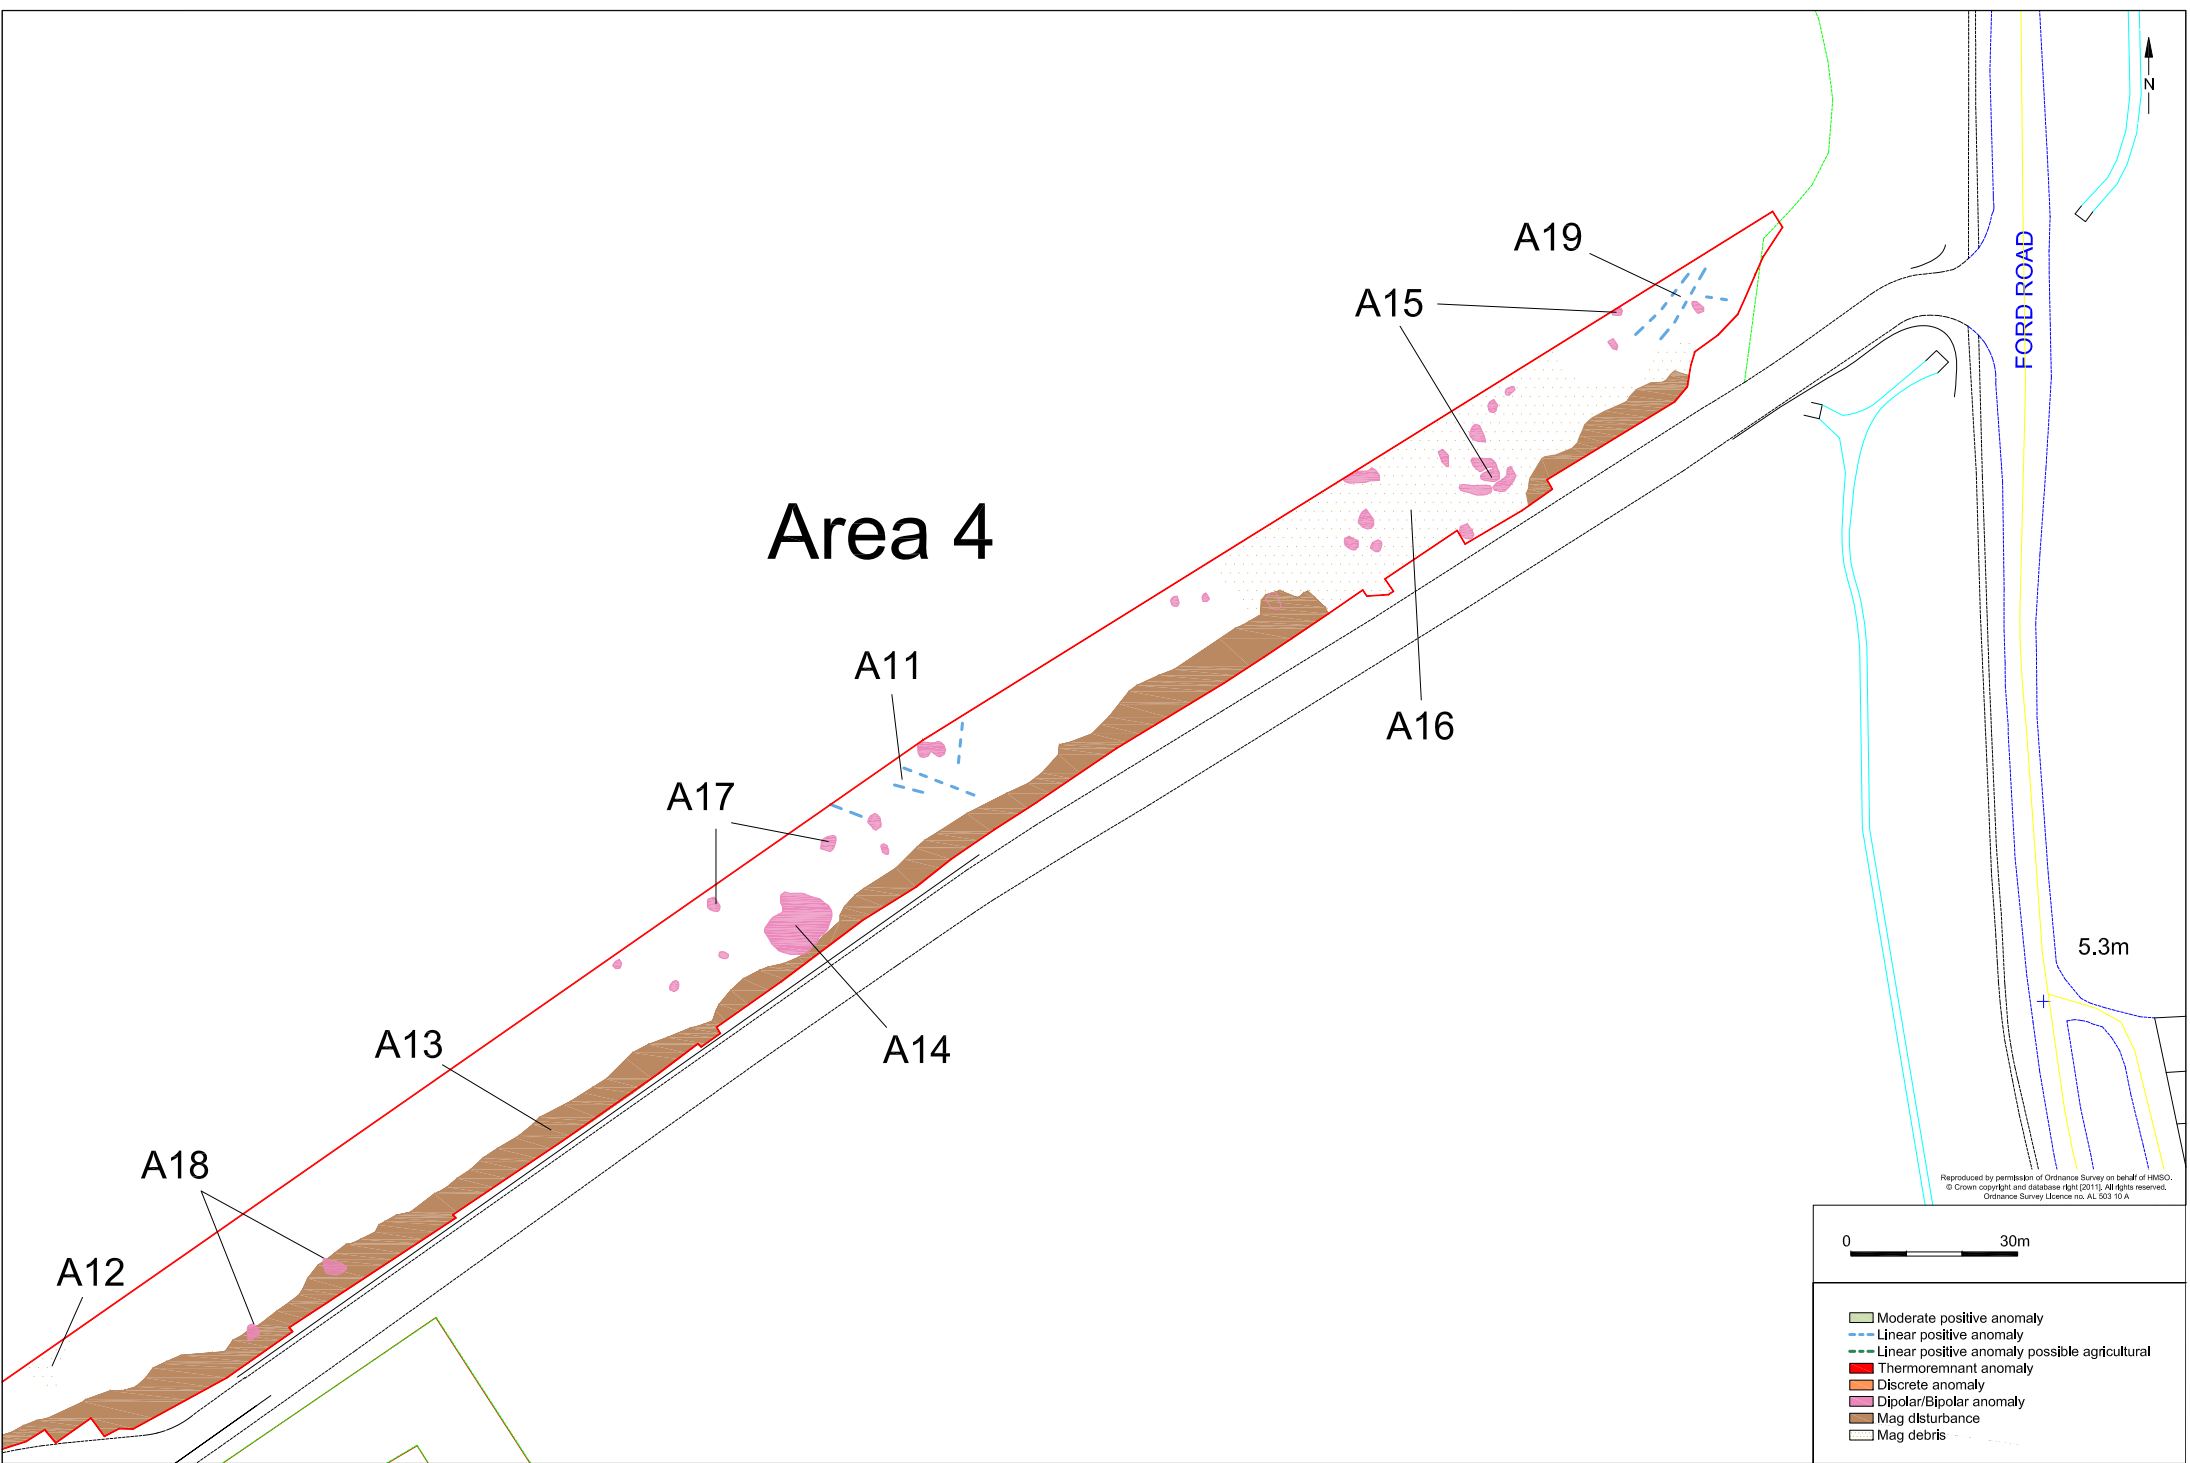 N
FORD ROAD
A19
A15
Area 4
A11
A16
A17
5.3m
A13
A14
A18
A12
Reproduced by permission of Ordnance Survey on behalf of HMSO.
© Crown copyright and database right [2011]. All rights reserved.
Ordnance Survey Licence no. AL 503 10 A
0 30m
Moderate positive anomaly
Linear positive anomaly
Linear positive anomaly possible agricultural
Thermoremnant anomaly
Discrete anomaly
Dipolar/Bipolar anomaly
Mag disturbance
Mag debris